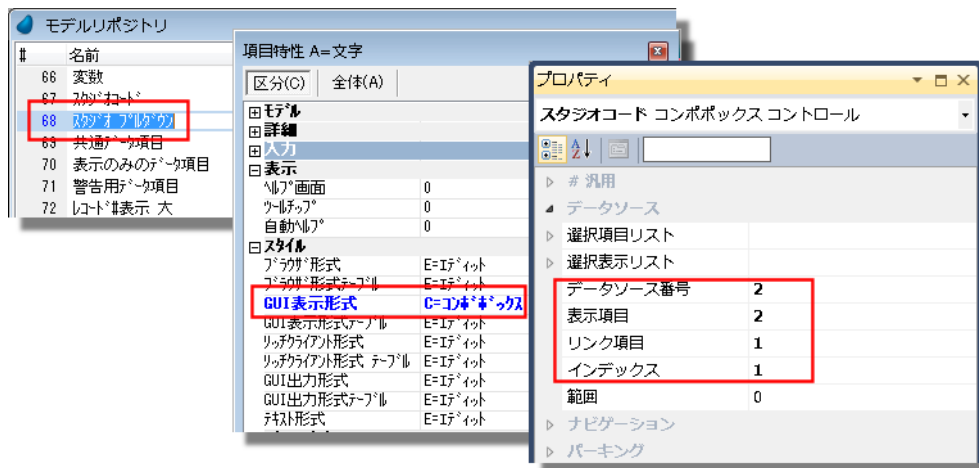 モデルリポジトリ
# 名前
66 変数
67 スタジオコード
68 スタジオ プルダウン
69 共通データ項目
70 表示のみのデータ項目
71 警告用データ項目
72 レコード#表示 大
項目特性 A=文字
区分(C) 全体(A)
モデル
詳細
入力
表示
ヘルプ画面 0
ツールチップ 0
自動ヘルプ 0
スタイル
ブラウザ形式 E=エディット
ブラウザ形式テーブル E=エディット
GUI表示形式 C=コンボボックス
GUI表示形式テーブル E=エディット
リッチクライアント形式 E=エディット
リッチクライアント形式 テーブル E=エディット
GUI出力形式 E=エディット
GUI出力形式テーブル E=エディット
テキスト形式 E=エディット
プロパティ
スタジオコード コンボボックス コントロール
# 汎用
データソース
選択項目リスト
選択表示リスト
データソース番号 2
表示項目 2
リンク項目 1
インデックス 1
範囲 0
ナビゲーション
パーキング